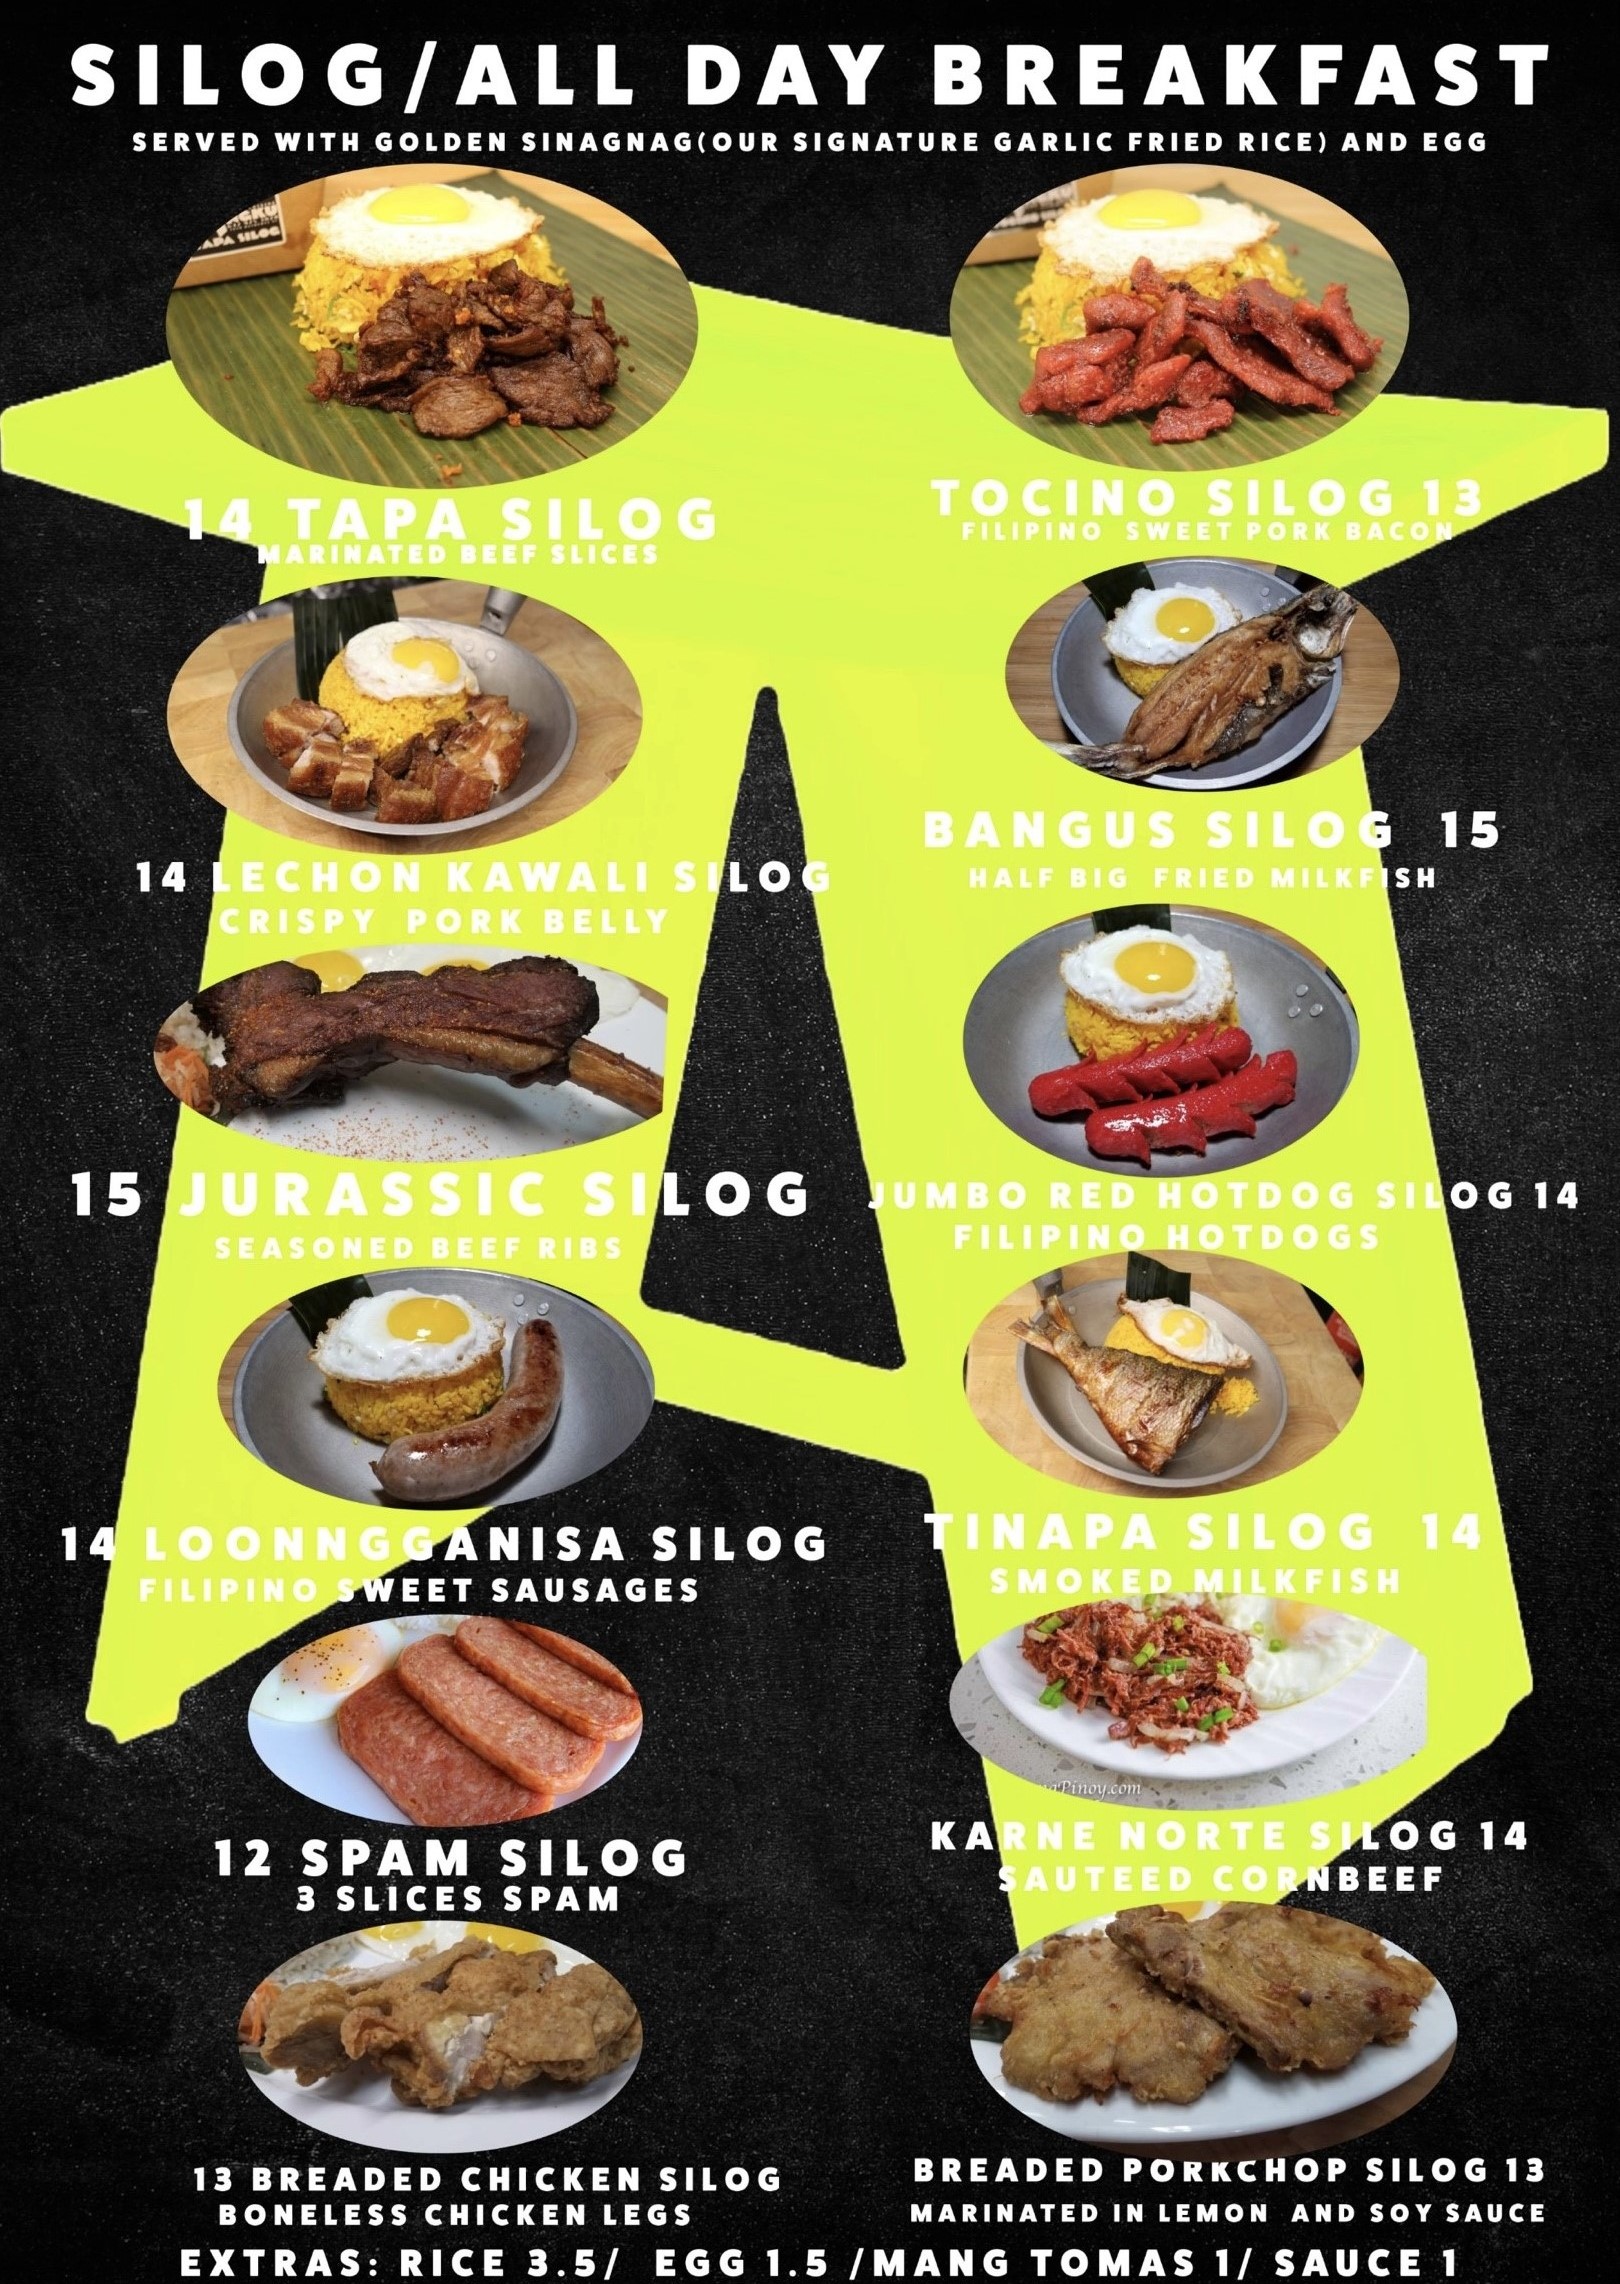 SILOG/ALL DAY BREAKFAST
SERVED WITH GOLDEN SINAGNAG(OUR SIGNATURE GARLIC FRIED RICE) AND EGG
APA SILOG
14 TAPA SILOG
MARINATED BEEF SLICES
TOCINO SILOG 13
FILIPINO SWEET PORK BACON
14 LECHON KAWALI SILOG
CRISPY PORK BELLY
BANGUS SILOG 15
HALF BIG FRIED MILKFISH
15 JURASSIC SILOG
SEASONED BEEF RIBS
JUMBO RED HOTDOG SILOG 14
FILIPINO HOTDOGS
14 LOONNGGANISA SILOG
FILIPINO SWEET SAUSAGES
TINAPA SILOG 14
SMOKED MILKFISH
aPinoy.com
12 SPAM SILOG
3 SLICES SPAM
KARNE NORTE SILOG 14
SAUTEED CORNBEEF
13 BREADED CHICKEN SILOG
BONELESS CHICKEN LEGS
BREADED PORKCHOP SILOG 13
MARINATED IN LEMON AND SOY SAUCE
EXTRAS: RICE 3.5/ EGG 1.5 /MANG TOMAS 1/ SAUCE 1